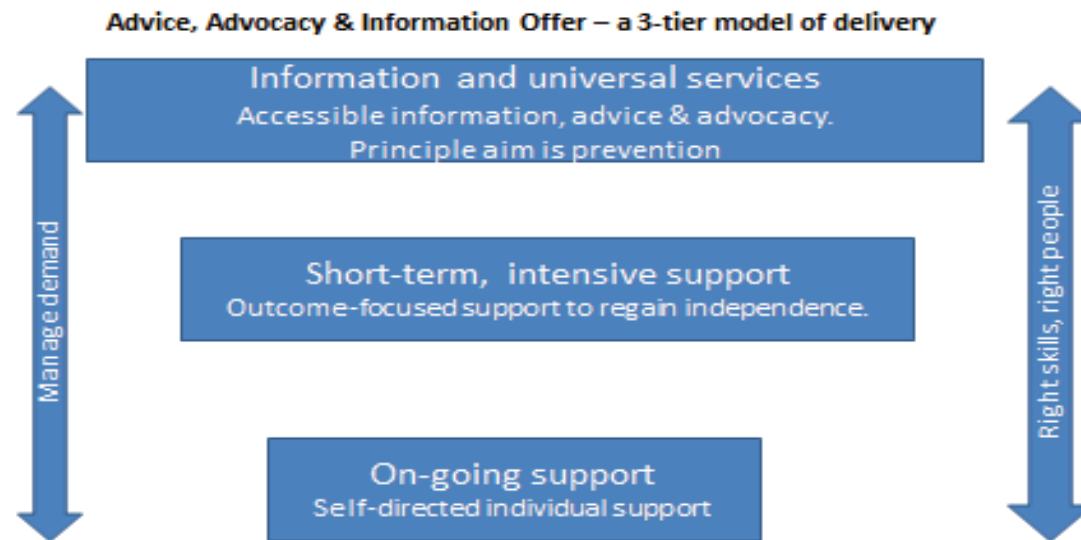 Advice, Advocacy & Information Offer – a 3-tier model of delivery
Information and universal services
Accessible information, advice & advocacy.
Principle aim is prevention
Manage demand
Right skills, right people
Short-term, intensive support
Outcome-focused support to regain independence.
On-going support
Self-directed individual support